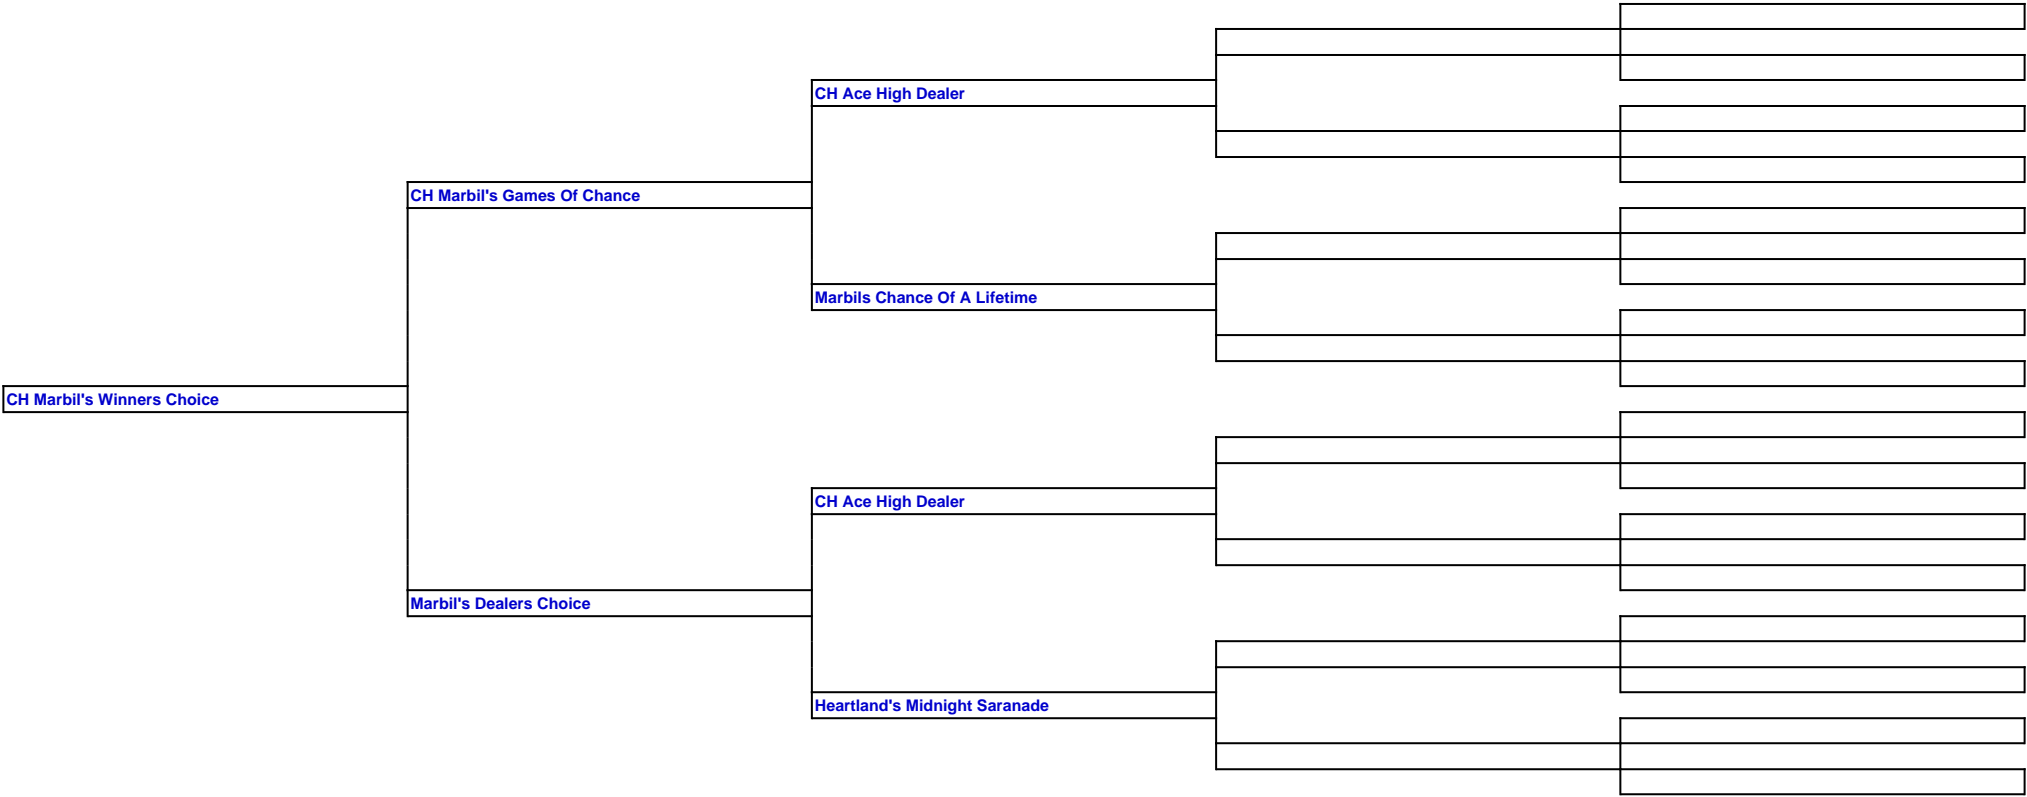 CH Ace High Dealer
CH Marbil's Games Of Chance
Marbils Chance Of A Lifetime
CH Marbil's Winners Choice
CH Ace High Dealer
Marbil's Dealers Choice
Heartland's Midnight Saranade